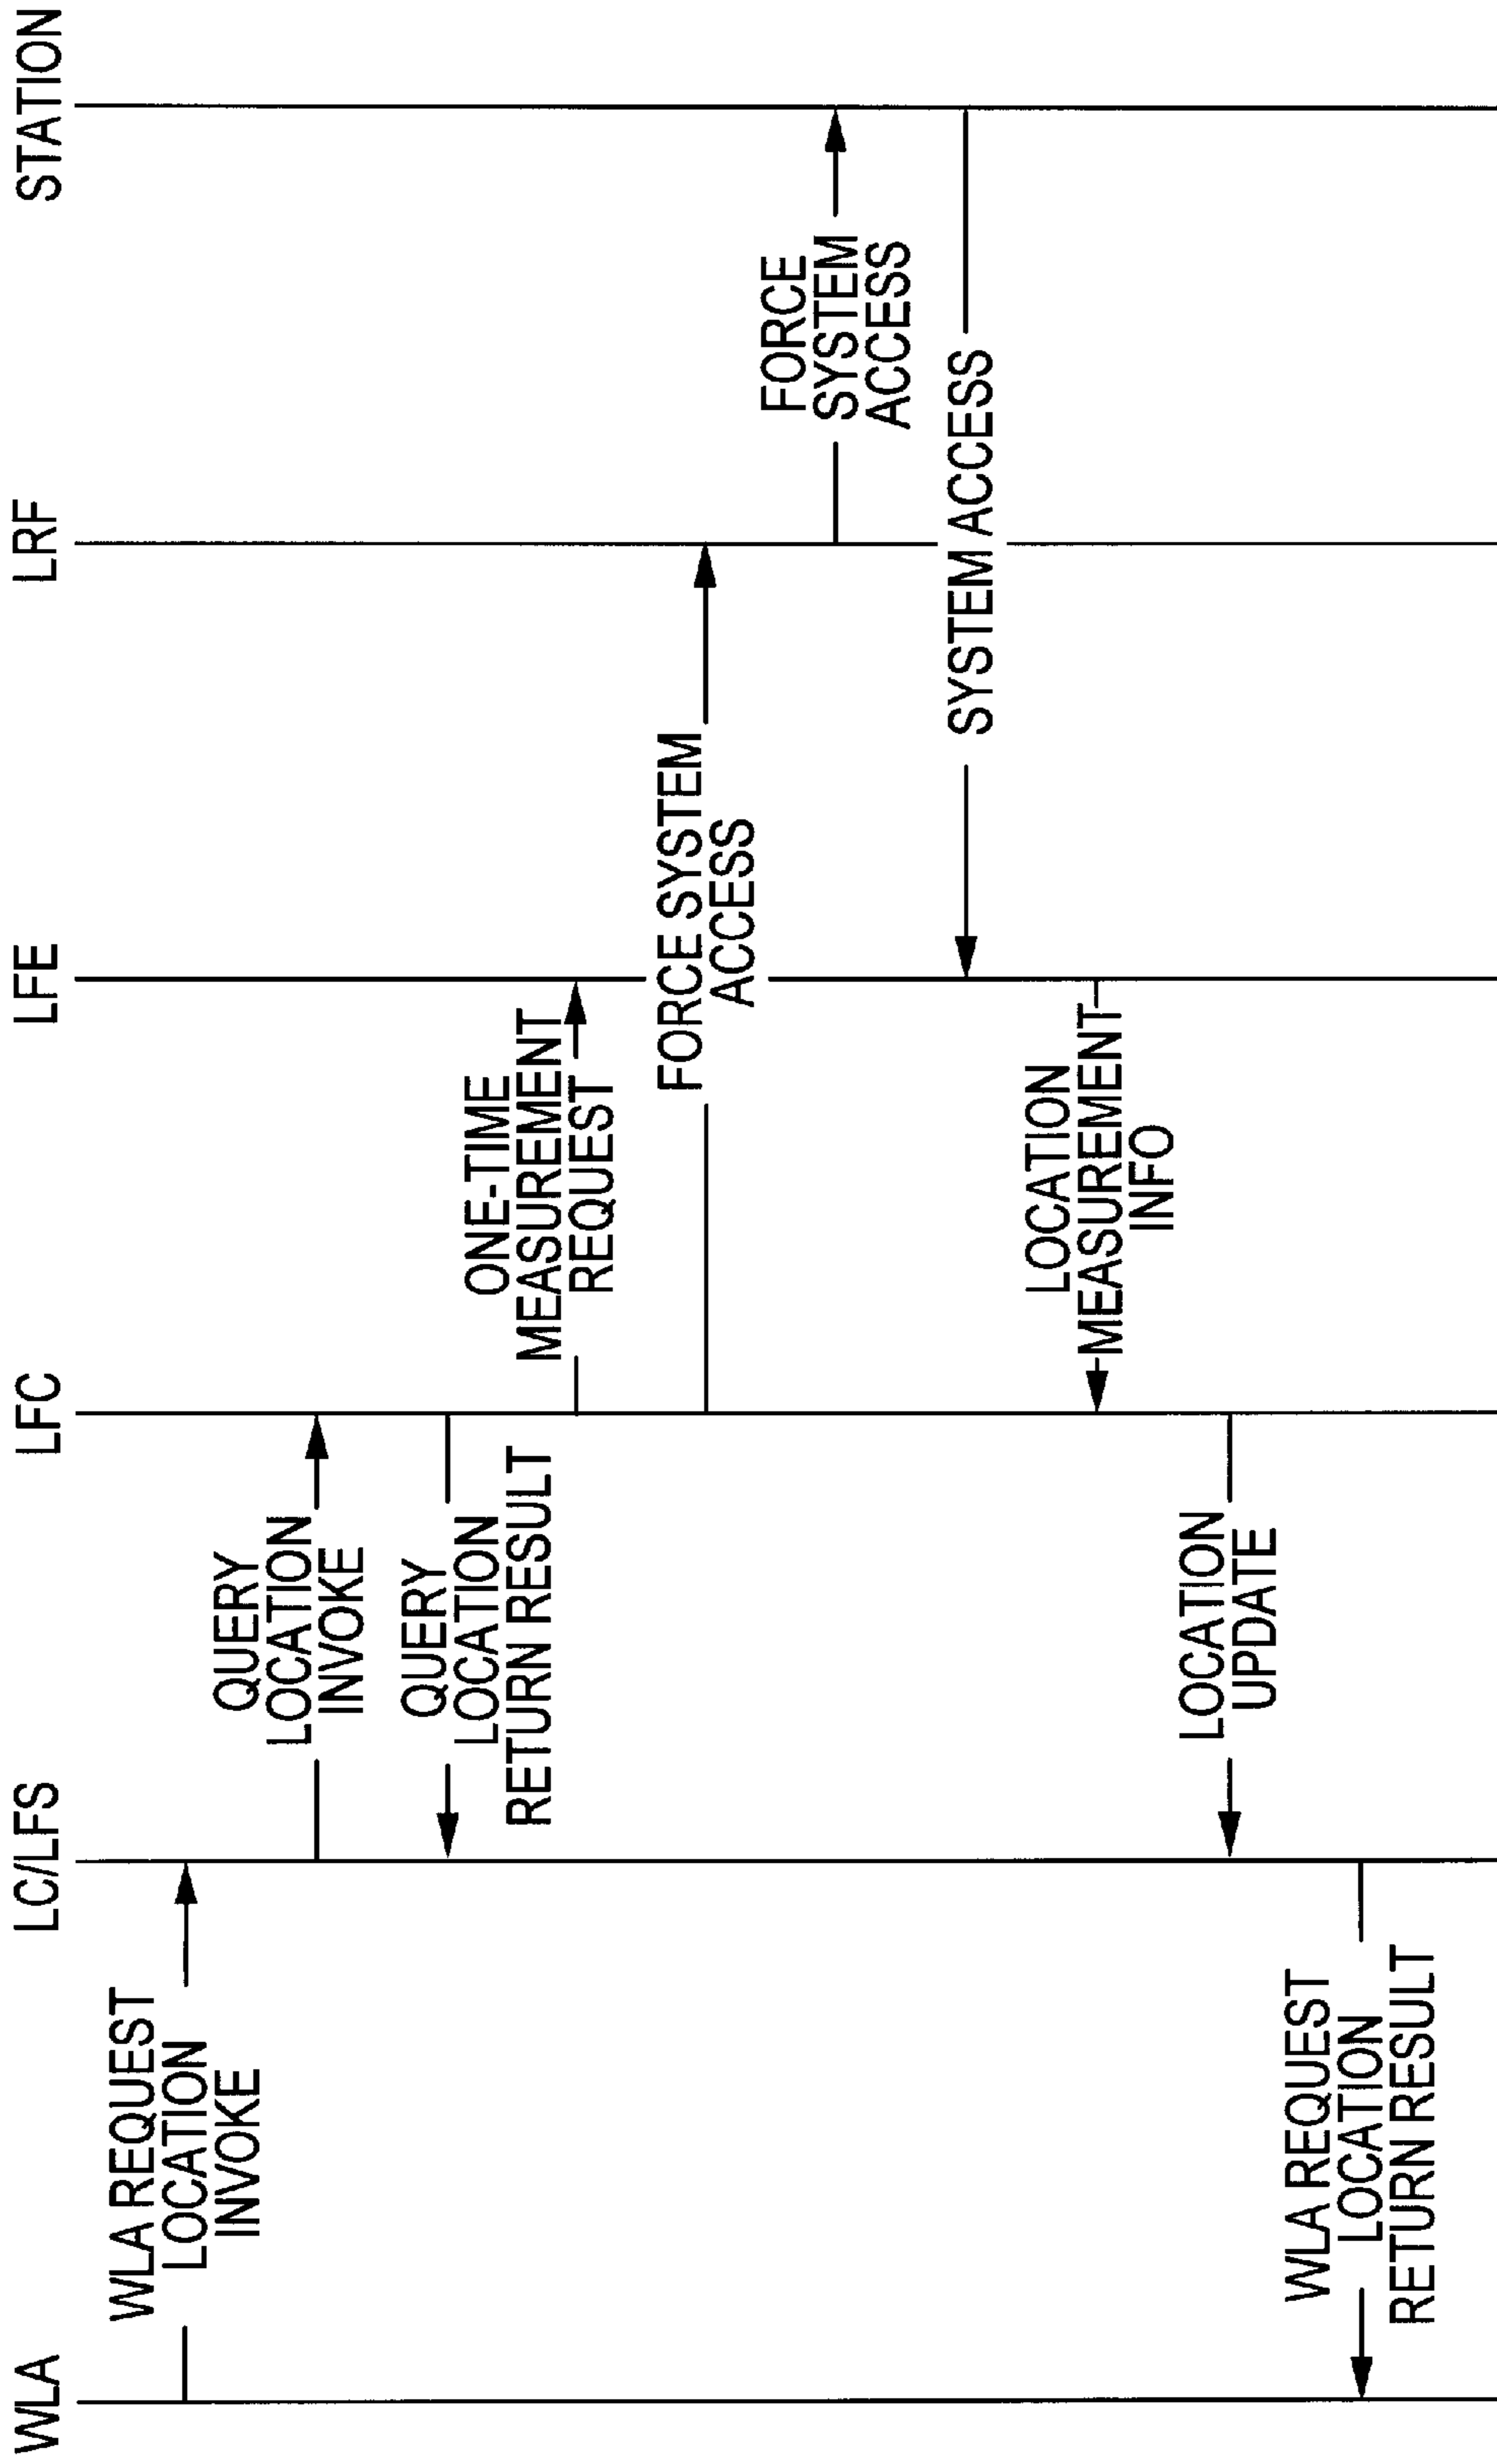 WLA
LC/LFS
LFC
LFE
LRF
STATION
WLA REQUEST
LOCATION
INVOKE
QUERY
LOCATION
INVOKE
QUERY
LOCATION
RETURN RESULT
ONE-TIME
MEASUREMENT
REQUEST
FORCE SYSTEM
ACCESS
FORCE
SYSTEM
ACCESS
SYSTEM ACCESS
LOCATION
MEASUREMENT
INFO
LOCATION
UPDATE
WLA REQUEST
LOCATION
RETURN RESULT